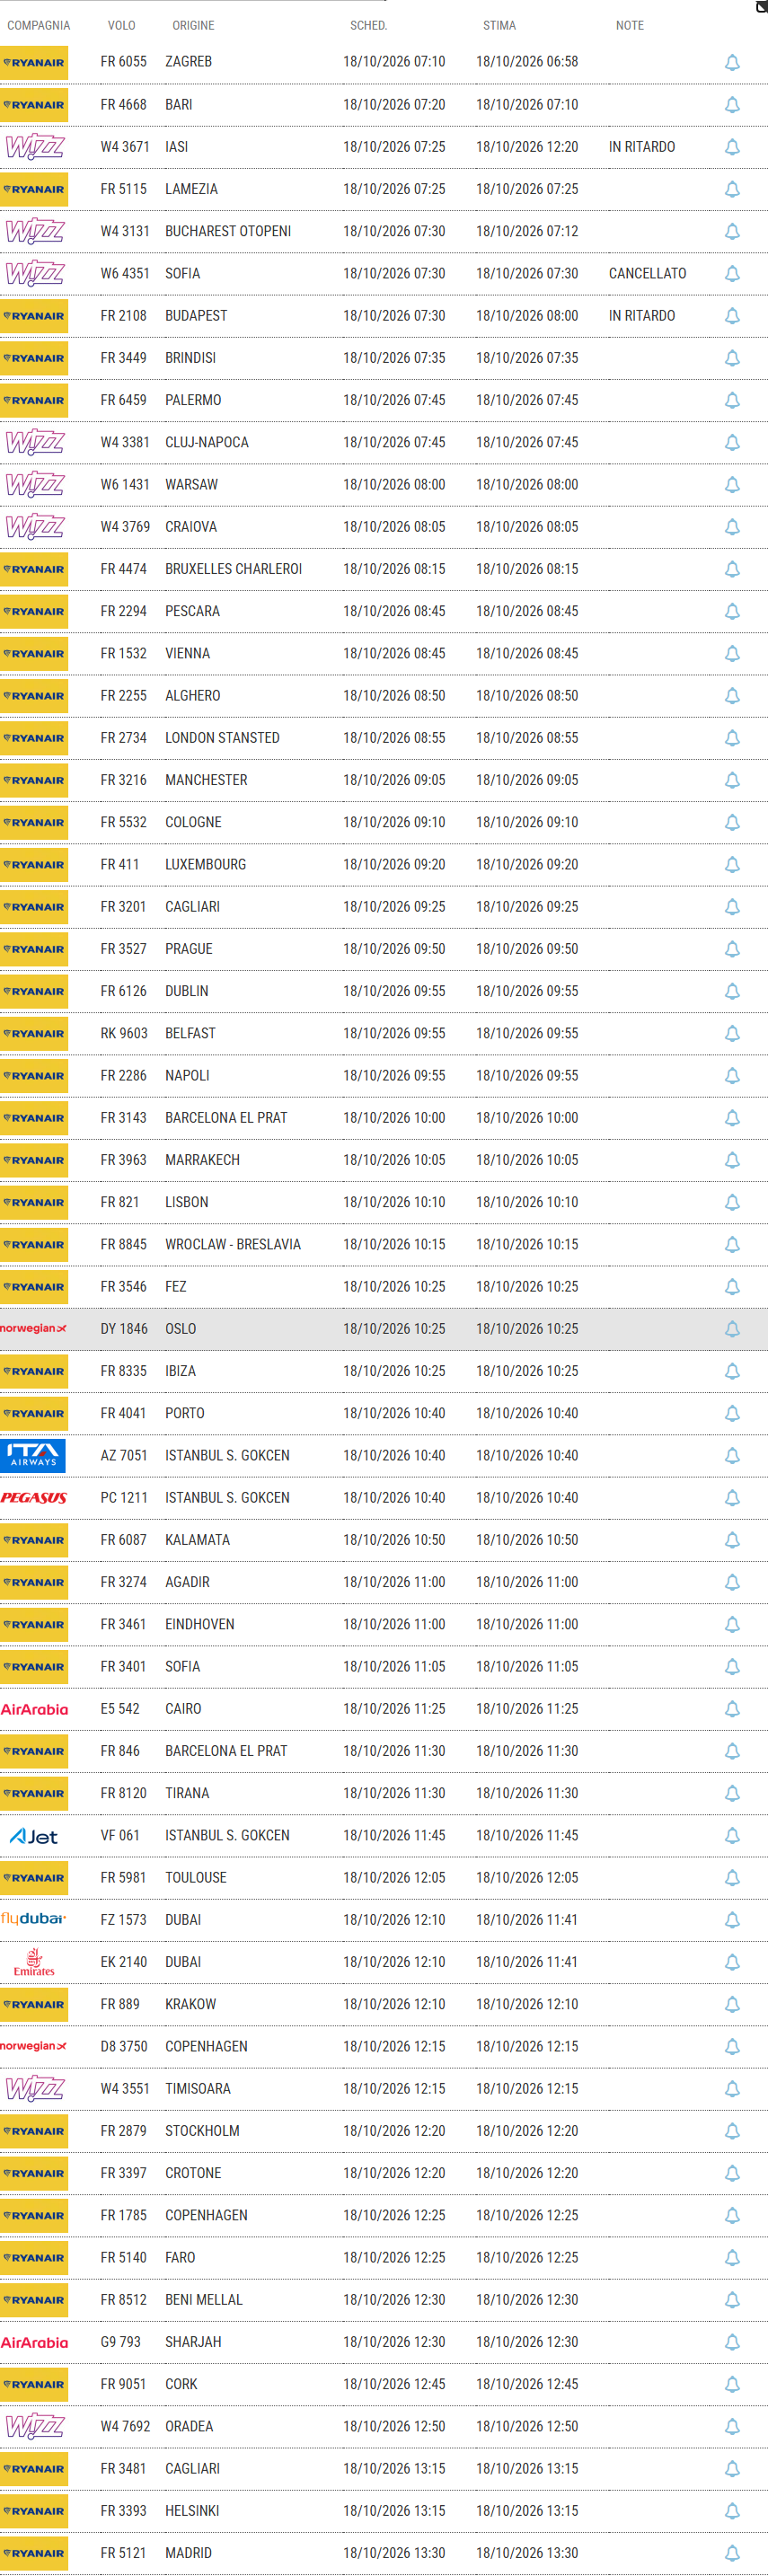 COMPAGNIA VOLO ORIGINE SCHED. STIMA NOTE
RYANAIR FR 6055 ZAGREB 18/10/2026 07:10 18/10/2026 06:58
RYANAIR FR 4668 BARI 18/10/2026 07:20 18/10/2026 07:10
WIZZ W4 3671 IASI 18/10/2026 07:25 18/10/2026 12:20 IN RITARDO
RYANAIR FR 5115 LAMEZIA 18/10/2026 07:25 18/10/2026 07:25
WIZZ W4 3131 BUCHAREST OTOPENI 18/10/2026 07:30 18/10/2026 07:12
WIZZ W6 4351 SOFIA 18/10/2026 07:30 18/10/2026 07:30 CANCELLATO
RYANAIR FR 2108 BUDAPEST 18/10/2026 07:30 18/10/2026 08:00 IN RITARDO
RYANAIR FR 3449 BRINDISI 18/10/2026 07:35 18/10/2026 07:35
RYANAIR FR 6459 PALERMO 18/10/2026 07:45 18/10/2026 07:45
WIZZ W4 3381 CLUJ-NAPOCA 18/10/2026 07:45 18/10/2026 07:45
WIZZ W6 1431 WARSAW 18/10/2026 08:00 18/10/2026 08:00
WIZZ W4 3769 CRAIOVA 18/10/2026 08:05 18/10/2026 08:05
RYANAIR FR 4474 BRUXELLES CHARLEROI 18/10/2026 08:15 18/10/2026 08:15
RYANAIR FR 2294 PESCARA 18/10/2026 08:45 18/10/2026 08:45
RYANAIR FR 1532 VIENNA 18/10/2026 08:45 18/10/2026 08:45
RYANAIR FR 2255 ALGHERO 18/10/2026 08:50 18/10/2026 08:50
RYANAIR FR 2734 LONDON STANSTED 18/10/2026 08:55 18/10/2026 08:55
RYANAIR FR 3216 MANCHESTER 18/10/2026 09:05 18/10/2026 09:05
RYANAIR FR 5532 COLOGNE 18/10/2026 09:10 18/10/2026 09:10
RYANAIR FR 411 LUXEMBOURG 18/10/2026 09:20 18/10/2026 09:20
RYANAIR FR 3201 CAGLIARI 18/10/2026 09:25 18/10/2026 09:25
RYANAIR FR 3527 PRAGUE 18/10/2026 09:50 18/10/2026 09:50
RYANAIR FR 6126 DUBLIN 18/10/2026 09:55 18/10/2026 09:55
RYANAIR RK 9603 BELFAST 18/10/2026 09:55 18/10/2026 09:55
RYANAIR FR 2286 NAPOLI 18/10/2026 09:55 18/10/2026 09:55
RYANAIR FR 3143 BARCELONA EL PRAT 18/10/2026 10:00 18/10/2026 10:00
RYANAIR FR 3963 MARRAKECH 18/10/2026 10:05 18/10/2026 10:05
RYANAIR FR 821 LISBON 18/10/2026 10:10 18/10/2026 10:10
RYANAIR FR 8845 WROCLAW - BRESLAVIA 18/10/2026 10:15 18/10/2026 10:15
RYANAIR FR 3546 FEZ 18/10/2026 10:25 18/10/2026 10:25
norwegian DY 1846 OSLO 18/10/2026 10:25 18/10/2026 10:25
RYANAIR FR 8335 IBIZA 18/10/2026 10:25 18/10/2026 10:25
RYANAIR FR 4041 PORTO 18/10/2026 10:40 18/10/2026 10:40
ITA AIRWAYS AZ 7051 ISTANBUL S. GOKCEN 18/10/2026 10:40 18/10/2026 10:40
PEGASUS PC 1211 ISTANBUL S. GOKCEN 18/10/2026 10:40 18/10/2026 10:40
RYANAIR FR 6087 KALAMATA 18/10/2026 10:50 18/10/2026 10:50
RYANAIR FR 3274 AGADIR 18/10/2026 11:00 18/10/2026 11:00
RYANAIR FR 3461 EINDHOVEN 18/10/2026 11:00 18/10/2026 11:00
RYANAIR FR 3401 SOFIA 18/10/2026 11:05 18/10/2026 11:05
AirArabia E5 542 CAIRO 18/10/2026 11:25 18/10/2026 11:25
RYANAIR FR 846 BARCELONA EL PRAT 18/10/2026 11:30 18/10/2026 11:30
RYANAIR FR 8120 TIRANA 18/10/2026 11:30 18/10/2026 11:30
AJet VF 061 ISTANBUL S. GOKCEN 18/10/2026 11:45 18/10/2026 11:45
RYANAIR FR 5981 TOULOUSE 18/10/2026 12:05 18/10/2026 12:05
flydubai FZ 1573 DUBAI 18/10/2026 12:10 18/10/2026 11:41
Emirates EK 2140 DUBAI 18/10/2026 12:10 18/10/2026 11:41
RYANAIR FR 889 KRAKOW 18/10/2026 12:10 18/10/2026 12:10
norwegian D8 3750 COPENHAGEN 18/10/2026 12:15 18/10/2026 12:15
WIZZ W4 3551 TIMISOARA 18/10/2026 12:15 18/10/2026 12:15
RYANAIR FR 2879 STOCKHOLM 18/10/2026 12:20 18/10/2026 12:20
RYANAIR FR 3397 CROTONE 18/10/2026 12:20 18/10/2026 12:20
RYANAIR FR 1785 COPENHAGEN 18/10/2026 12:25 18/10/2026 12:25
RYANAIR FR 5140 FARO 18/10/2026 12:25 18/10/2026 12:25
RYANAIR FR 8512 BENI MELLAL 18/10/2026 12:30 18/10/2026 12:30
AirArabia G9 793 SHARJAH 18/10/2026 12:30 18/10/2026 12:30
RYANAIR FR 9051 CORK 18/10/2026 12:45 18/10/2026 12:45
WIZZ W4 7692 ORADEA 18/10/2026 12:50 18/10/2026 12:50
RYANAIR FR 3481 CAGLIARI 18/10/2026 13:15 18/10/2026 13:15
RYANAIR FR 3393 HELSINKI 18/10/2026 13:15 18/10/2026 13:15
RYANAIR FR 5121 MADRID 18/10/2026 13:30 18/10/2026 13:30